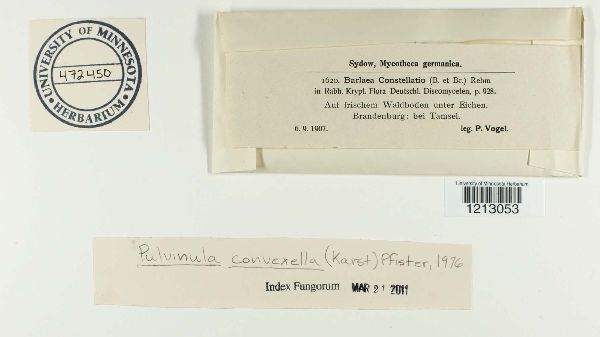 UNIVERSITY OF MINNESOTA
472450
HERBARIUM
Sydow, Mycotheca germanica.
1620. Barlaea Constellatio (B. et Br.) Rehm
in Rabh. Krypt. Flora Deutschl. Discomyceten, p. 928.
Auf frischem Waldboden unter Eichen.
Brandenburg: bei Tamsel.
6. 9. 1907. leg. P. Vogel.
University of Minnesota Herbarium
1213053
Pulvinula convexella (Karst) Pfister, 1976
Index Fungorum MAR 21 2011